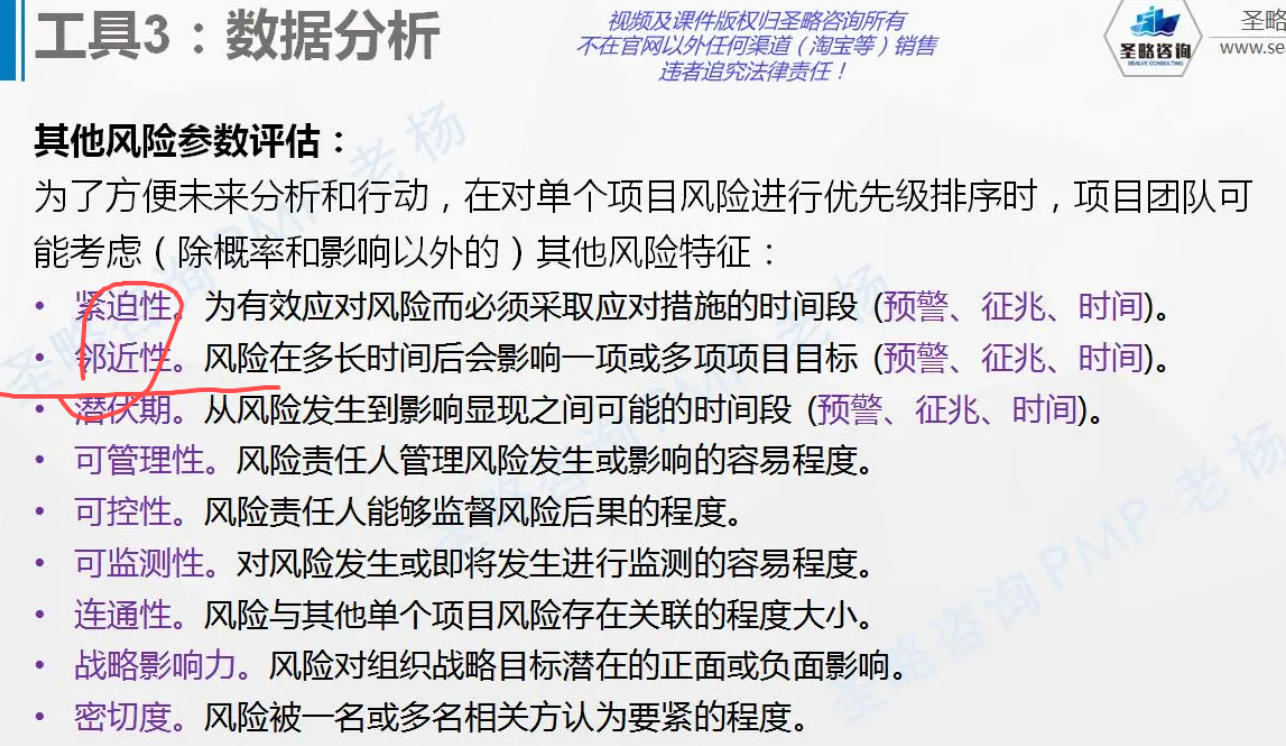 工具3：数据分析
视频及课件版权归圣略咨询所有
不在官网以外任何渠道（淘宝等）销售
违者追究法律责任！
圣略咨询
圣略
www.se
其他风险参数评估：
为了方便未来分析和行动，在对单个项目风险进行优先级排序时，项目团队可
能考虑（除概率和影响以外的）其他风险特征：
• 紧迫性。为有效应对风险而必须采取应对措施的时间段 (预警、征兆、时间)。
• 邻近性。风险在多长时间后会影响一项或多项项目目标 (预警、征兆、时间)。
• 潜伏期。从风险发生到影响显现之间可能的时间段 (预警、征兆、时间)。
• 可管理性。风险责任人管理风险发生或影响的容易程度。
• 可控性。风险责任人能够监督风险后果的程度。
• 可监测性。对风险发生或即将发生进行监测的容易程度。
• 连通性。风险与其他单个项目风险存在关联的程度大小。
• 战略影响力。风险对组织战略目标潜在的正面或负面影响。
• 密切度。风险被一名或多名相关方认为要紧的程度。
圣略咨询 PMP-老杨
圣略咨询 PMP-老杨
圣略咨询 PMP-老杨